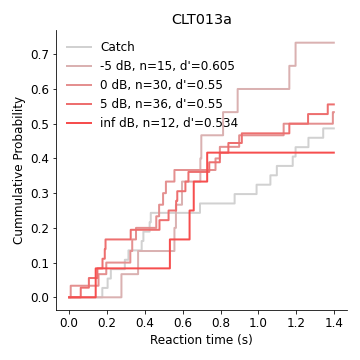 CLT013a
Catch
-5 dB, n=15, d'=0.605
0 dB, n=30, d'=0.55
5 dB, n=36, d'=0.55
inf dB, n=12, d'=0.534
Cummulative Probability
0.7
0.6
0.5
0.4
0.3
0.2
0.1
0.0
0.0 0.2 0.4 0.6 0.8 1.0 1.2 1.4
Reaction time (s)